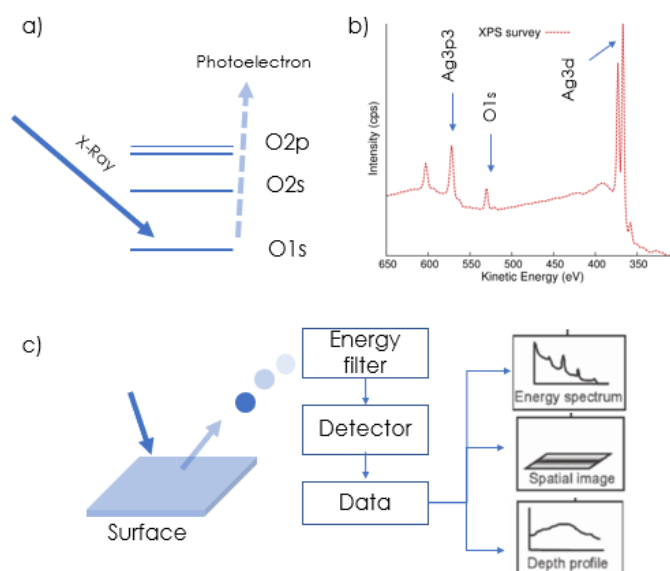 a)
Photoelectron
X-Ray
O2p
O2s
O1s
b)
XPS survey
Ag3p3
O1s
Ag3d
Intensity (cps)
650 600 550 500 450 400 350
Kinetic Energy (eV)
c)
Surface
Energy
filter
Detector
Data
Energy spectrum
Spatial image
Depth profile